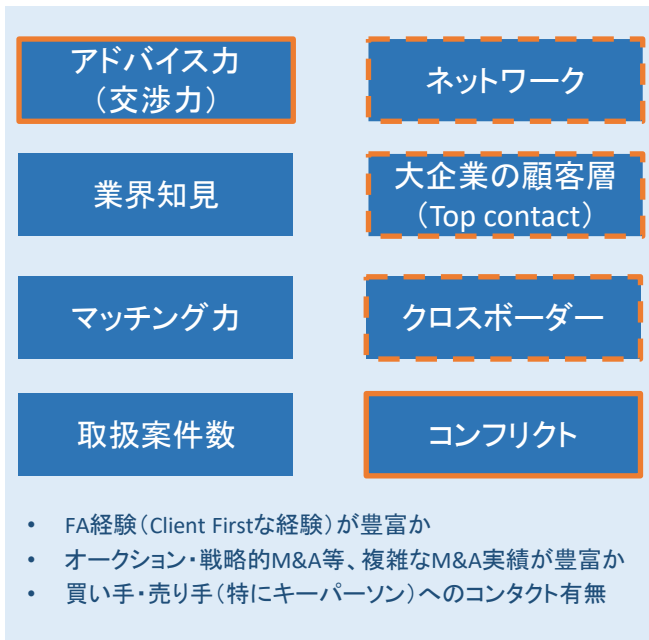 アドバイス力
（交渉力）
ネットワーク
業界知見
大企業の顧客層
（Top contact）
マッチング力
クロスボーダー
取扱案件数
コンフリクト
• FA経験（Client Firstな経験）が豊富か
• オークション・戦略的M&A等、複雑なM&A実績が豊富か
• 買い手・売り手（特にキーパーソン）へのコンタクト有無